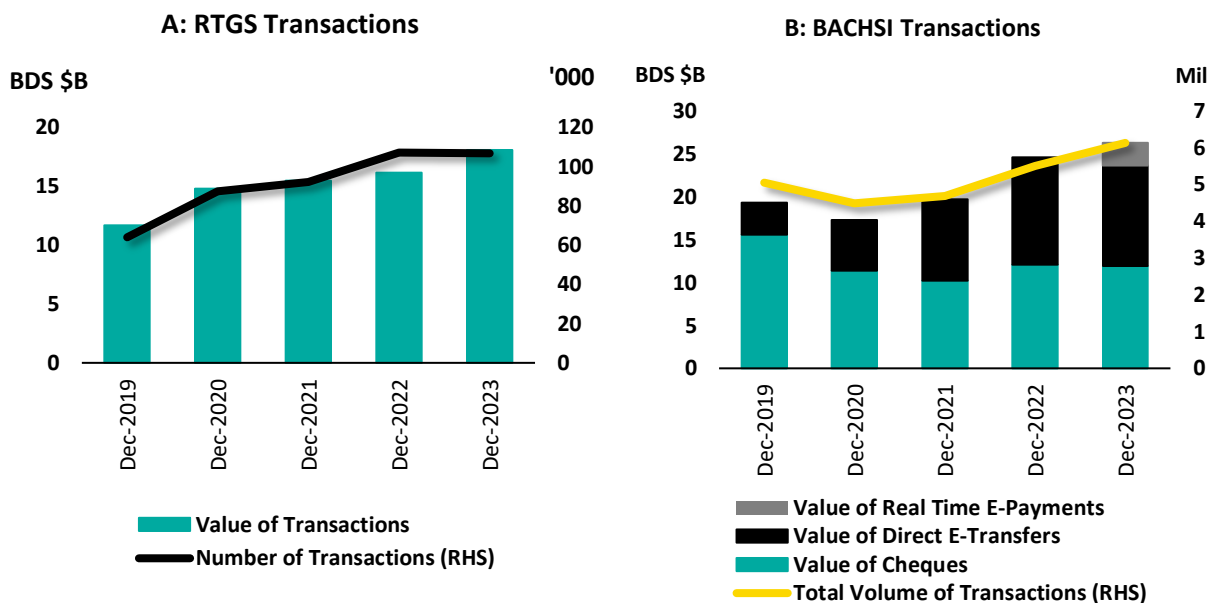 A: RTGS Transactions
BDS $B
'000
20
15
10
5
0
120
100
80
60
40
20
0
Dec-2019
Dec-2020
Dec-2021
Dec-2022
Dec-2023
Value of Transactions
Number of Transactions (RHS)
B: BACHSI Transactions
BDS $B
Mil
30
25
20
15
10
5
0
7
6
5
4
3
2
1
0
Dec-2019
Dec-2020
Dec-2021
Dec-2022
Dec-2023
Value of Real Time E-Payments
Value of Direct E-Transfers
Value of Cheques
Total Volume of Transactions (RHS)